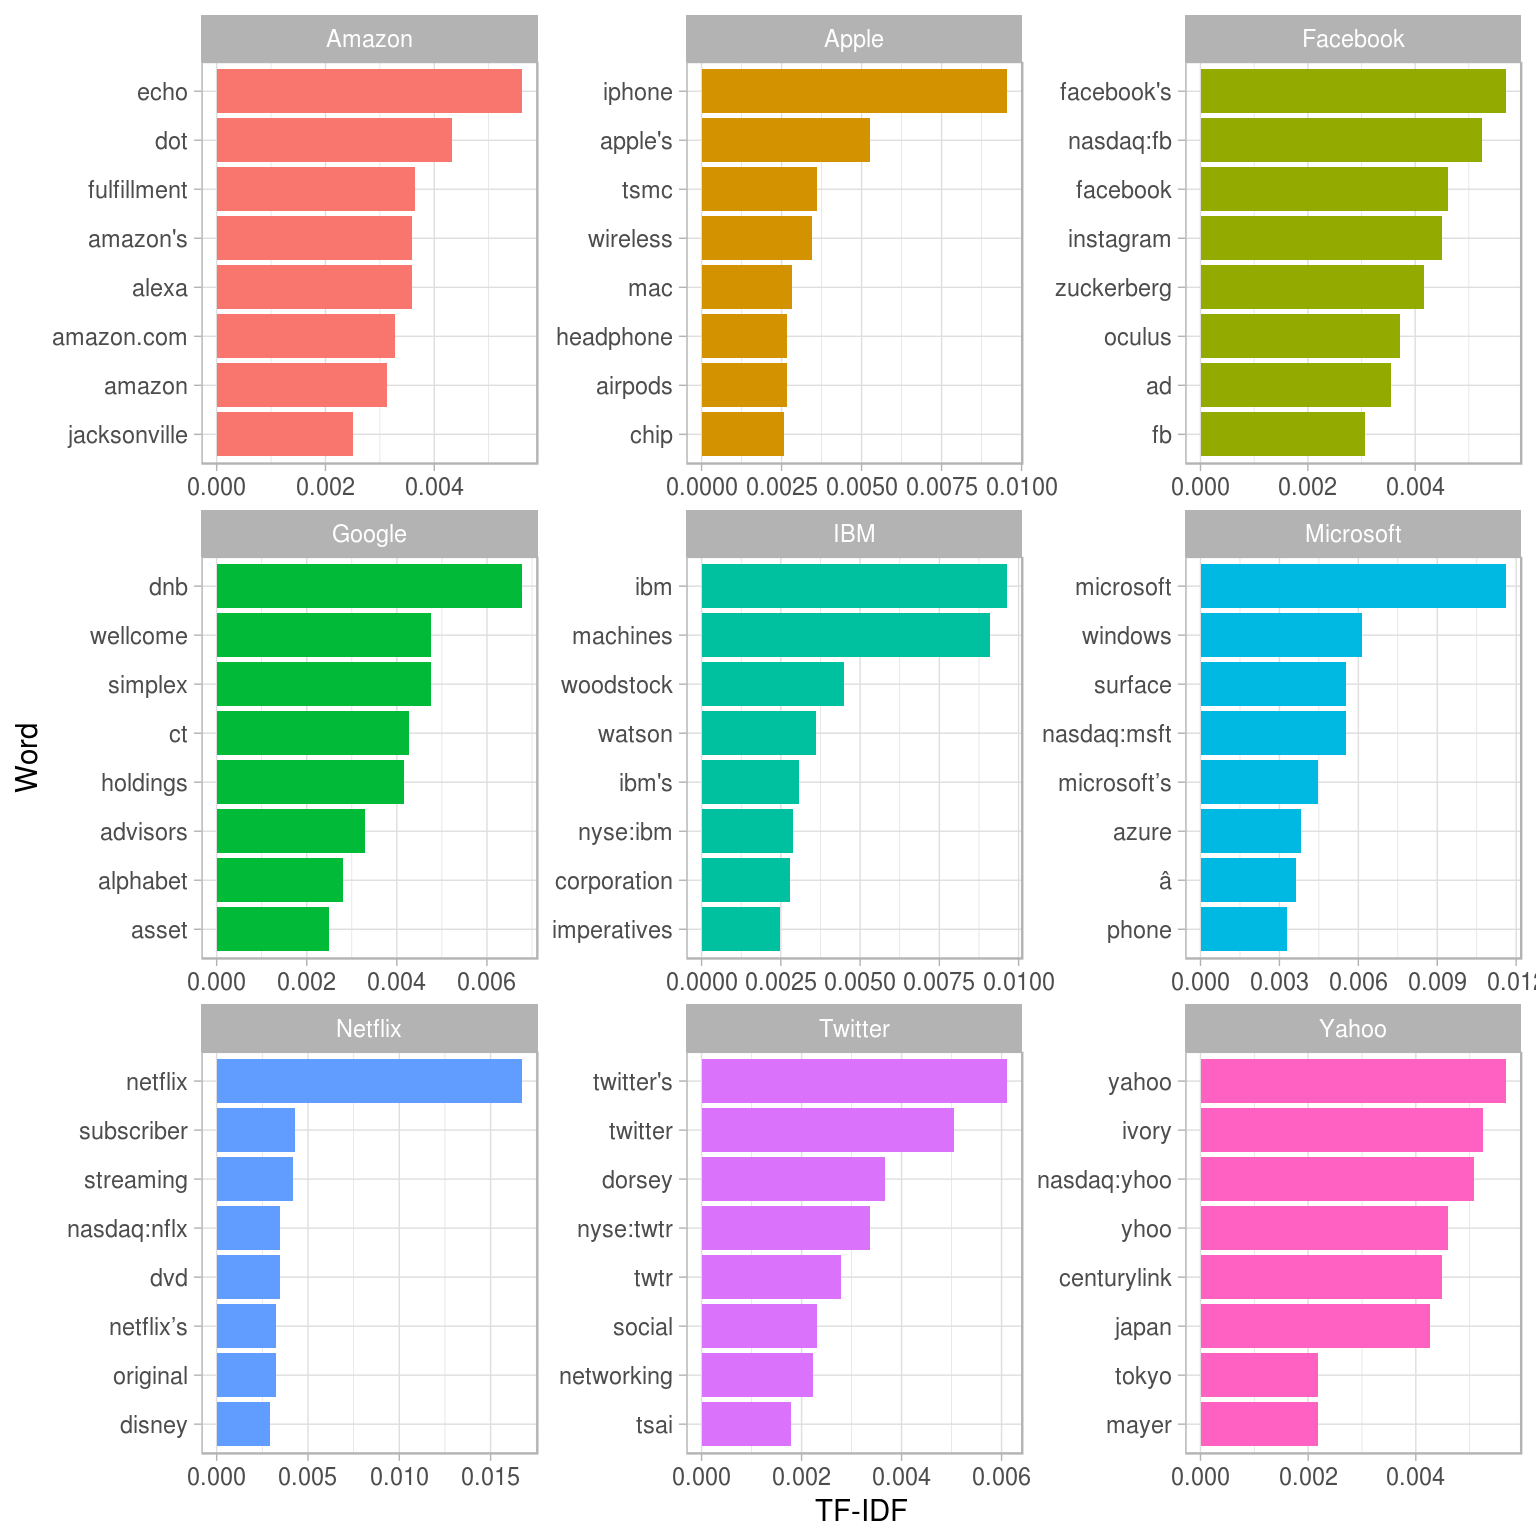 Amazon
Apple
Facebook
echo
dot
fulfillment
amazon's
alexa
amazon.com
amazon
jacksonville
0.000 0.002 0.004
iphone
apple's
tsmc
wireless
mac
headphone
airpods
chip
0.0000 0.0025 0.0050 0.0075 0.0100
facebook's
nasdaq:fb
facebook
instagram
zuckerberg
oculus
ad
fb
0.000 0.002 0.004
Google
IBM
Microsoft
dnb
wellcome
simplex
ct
holdings
advisors
alphabet
asset
0.000 0.002 0.004 0.006
ibm
machines
woodstock
watson
ibm's
nyse:ibm
corporation
imperatives
0.0000 0.0025 0.0050 0.0075 0.0100
microsoft
windows
surface
nasdaq:msft
microsoft’s
azure
â
phone
0.000 0.003 0.006 0.009 0.012
Netflix
Twitter
Yahoo
netflix
subscriber
streaming
nasdaq:nflx
dvd
netflix’s
original
disney
0.000 0.005 0.010 0.015
twitter's
twitter
dorsey
nyse:twtr
twtr
social
networking
tsai
0.000 0.002 0.004 0.006
yahoo
ivory
nasdaq:yhoo
yhoo
centurylink
japan
tokyo
mayer
0.000 0.002 0.004
Word
TF-IDF